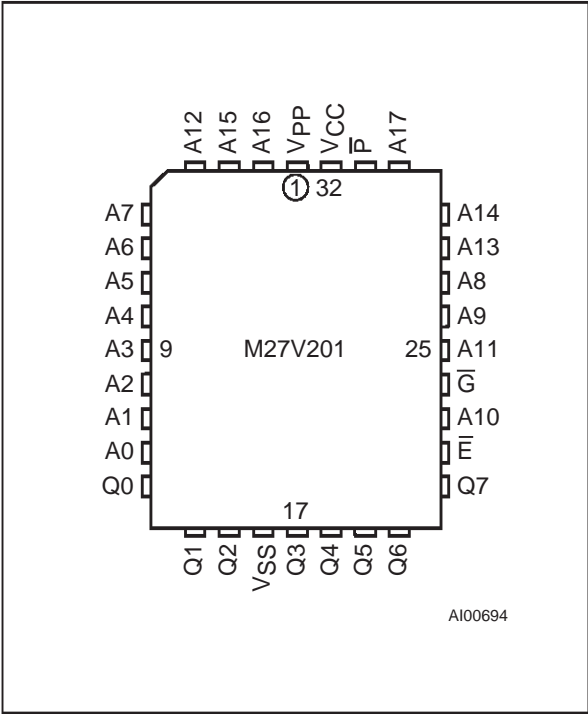 A12 A15 A16 VPP VCC P̅ A17
1 32
A7 A14
A6 A13
A5 A8
A4 A9
A3 9 M27V201 25 A11
A2 G̅
A1 A10
A0 E̅
Q0 Q7
17
Q1 Q2 VSS Q3 Q4 Q5 Q6
AI00694